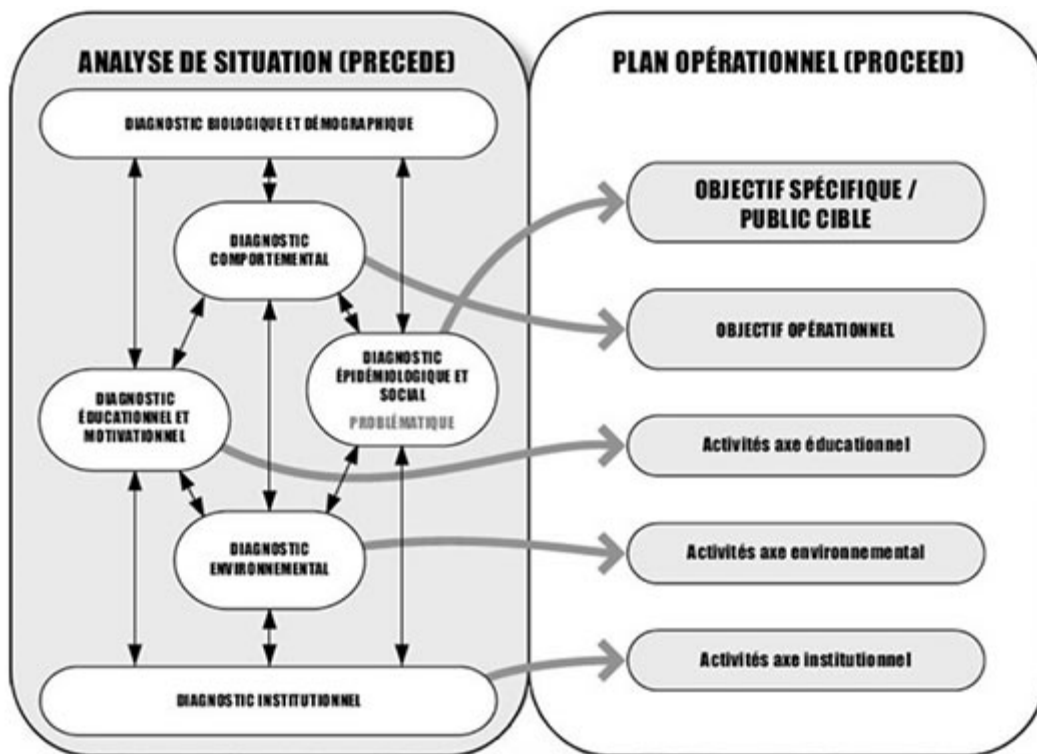 ANALYSE DE SITUATION (PRECEDE)
DIAGNOSTIC BIOLOGIQUE ET DÉMOGRAPHIQUE
DIAGNOSTIC
COMPORTEMENTAL
DIAGNOSTIC
ÉPIDÉMIOLOGIQUE ET
SOCIAL
PROBLÉMATIQUE
DIAGNOSTIC
ÉDUCATIONNEL ET
MOTIVATIONNEL
DIAGNOSTIC
ENVIRONNEMENTAL
DIAGNOSTIC INSTITUTIONNEL
PLAN OPÉRATIONNEL (PROCEED)
OBJECTIF SPÉCIFIQUE /
PUBLIC CIBLE
OBJECTIF OPÉRATIONNEL
Activités axe éducationnel
Activités axe environnemental
Activités axe institutionnel